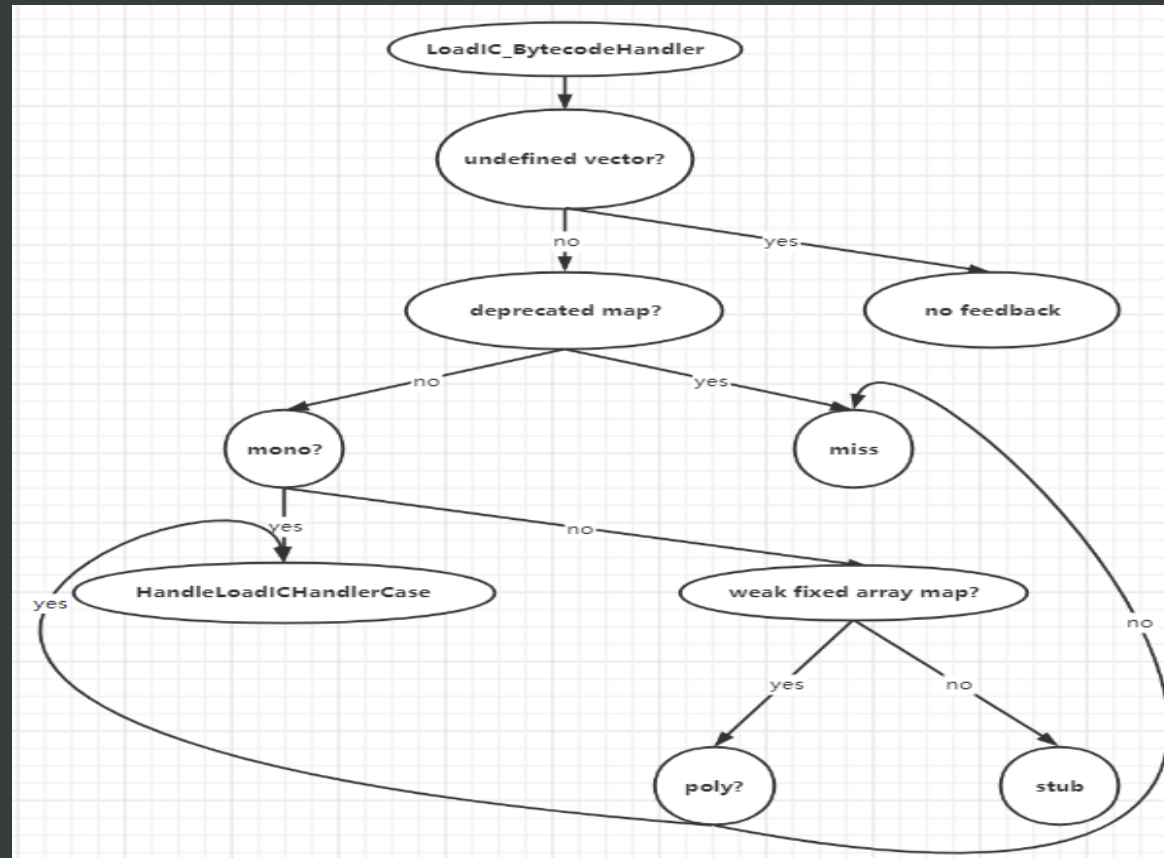 LoadIC_BytecodeHandler
undefined vector?
no
yes
deprecated map?
no feedback
no
yes
mono?
miss
yes
no
HandleLoadICHandlerCase
weak fixed array map?
yes
no
yes
no
poly?
stub